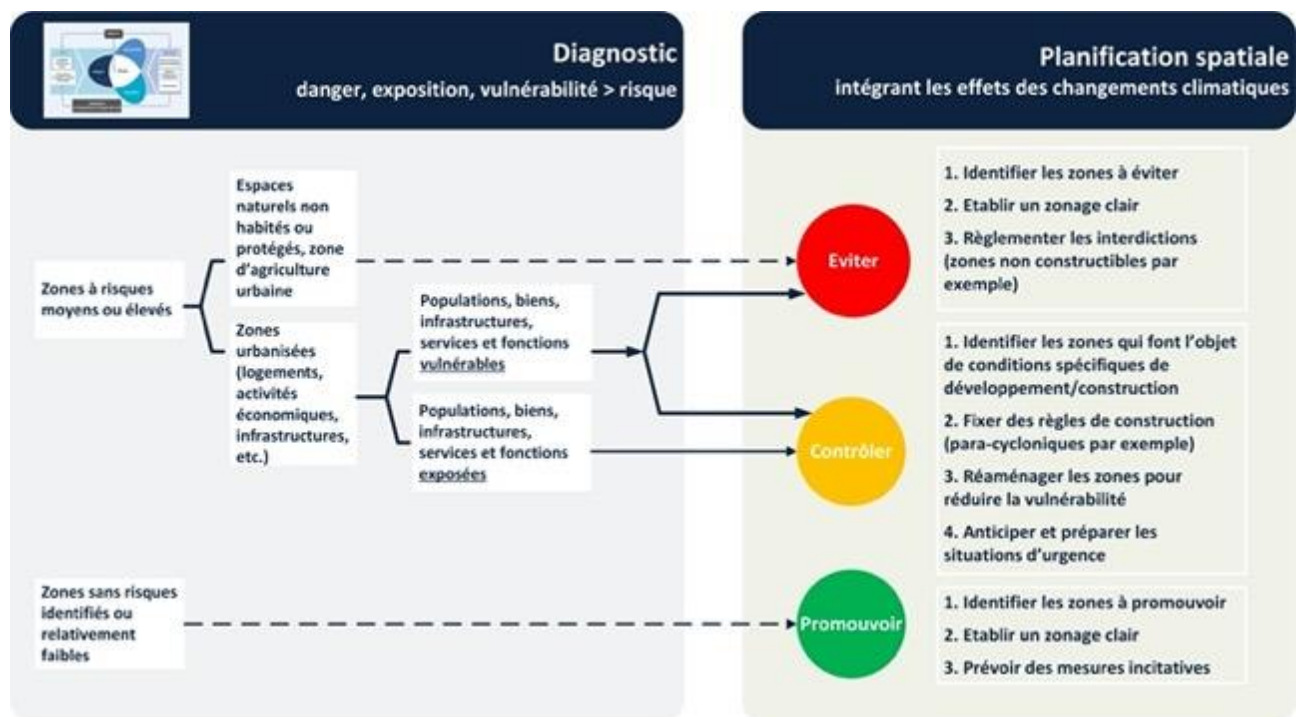 Diagnostic
danger, exposition, vulnérabilité > risque
Planification spatiale
intégrant les effets des changements climatiques
Zones à risques
moyens ou élevés
Espaces
naturels non
habités ou
protégés, zone
d'agriculture
urbaine
Zones
urbanisées
(logements,
activités
économiques,
infrastructures,
etc.)
Populations, biens,
infrastructures,
services et fonctions
vulnérables
Populations, biens,
infrastructures,
services et fonctions
exposées
Zones sans risques
identifiés ou
relativement
faibles
Eviter
1. Identifier les zones à éviter
2. Etablir un zonage clair
3. Règlementer les interdictions
(zones non constructibles par
exemple)
Contrôler
1. Identifier les zones qui font l'objet
de conditions spécifiques de
développement/construction
2. Fixer des règles de construction
(para-cycloniques par exemple)
3. Réaménager les zones pour
réduire la vulnérabilité
4. Anticiper et préparer les
situations d'urgence
Promouvoir
1. Identifier les zones à promouvoir
2. Etablir un zonage clair
3. Prévoir des mesures incitatives